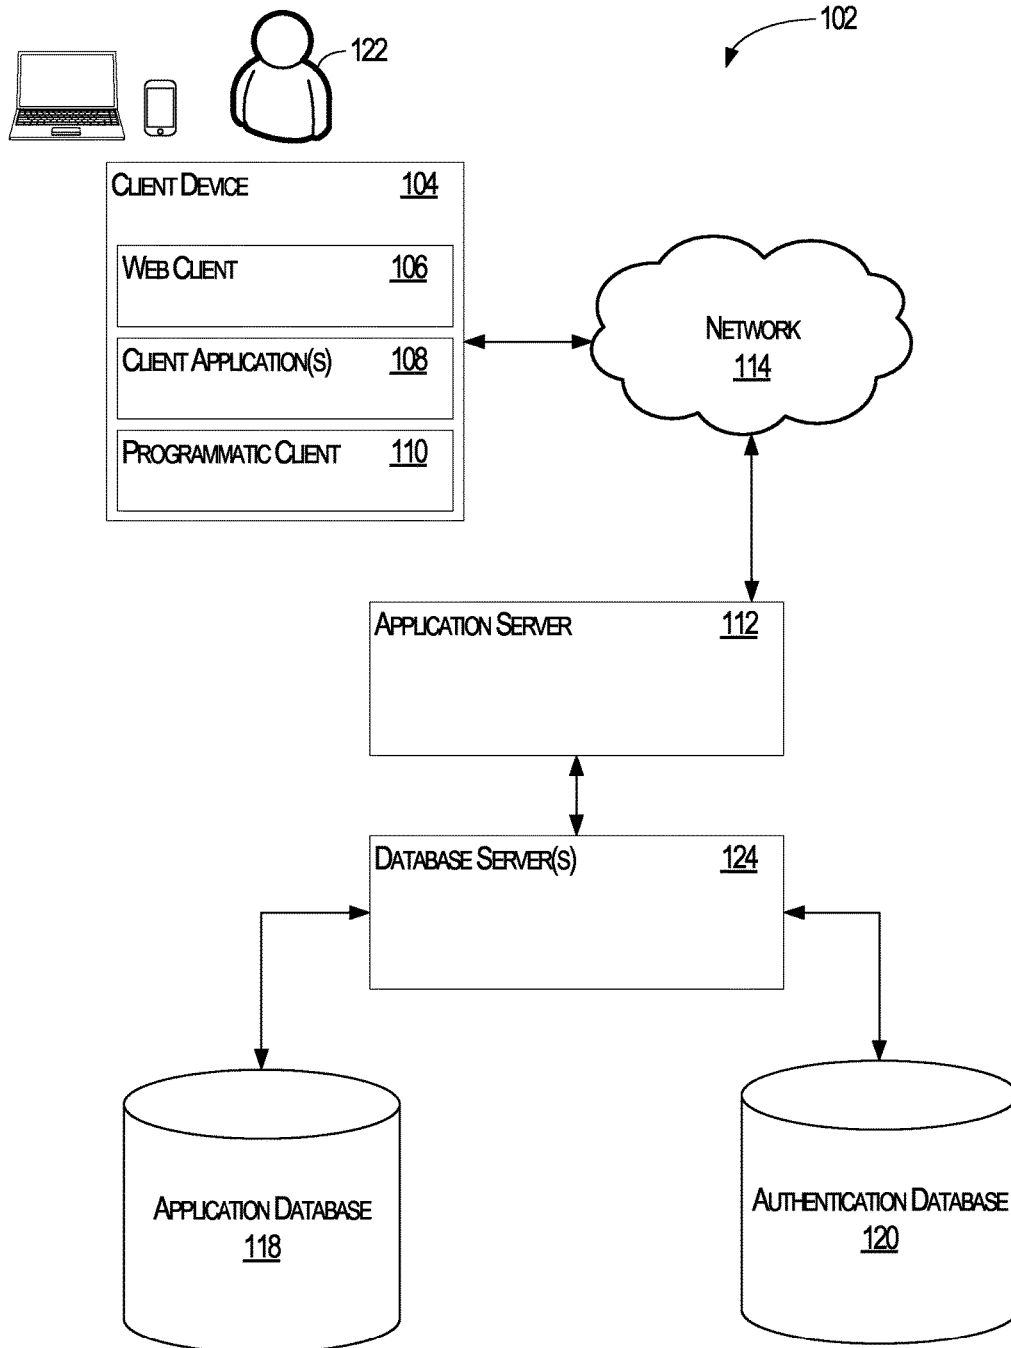 122
102
CLIENT DEVICE 104
WEB CLIENT 106
CLIENT APPLICATION(S) 108
PROGRAMMATIC CLIENT 110
NETWORK
114
APPLICATION SERVER 112
DATABASE SERVER(S) 124
APPLICATION DATABASE
118
AUTHENTICATION DATABASE
120